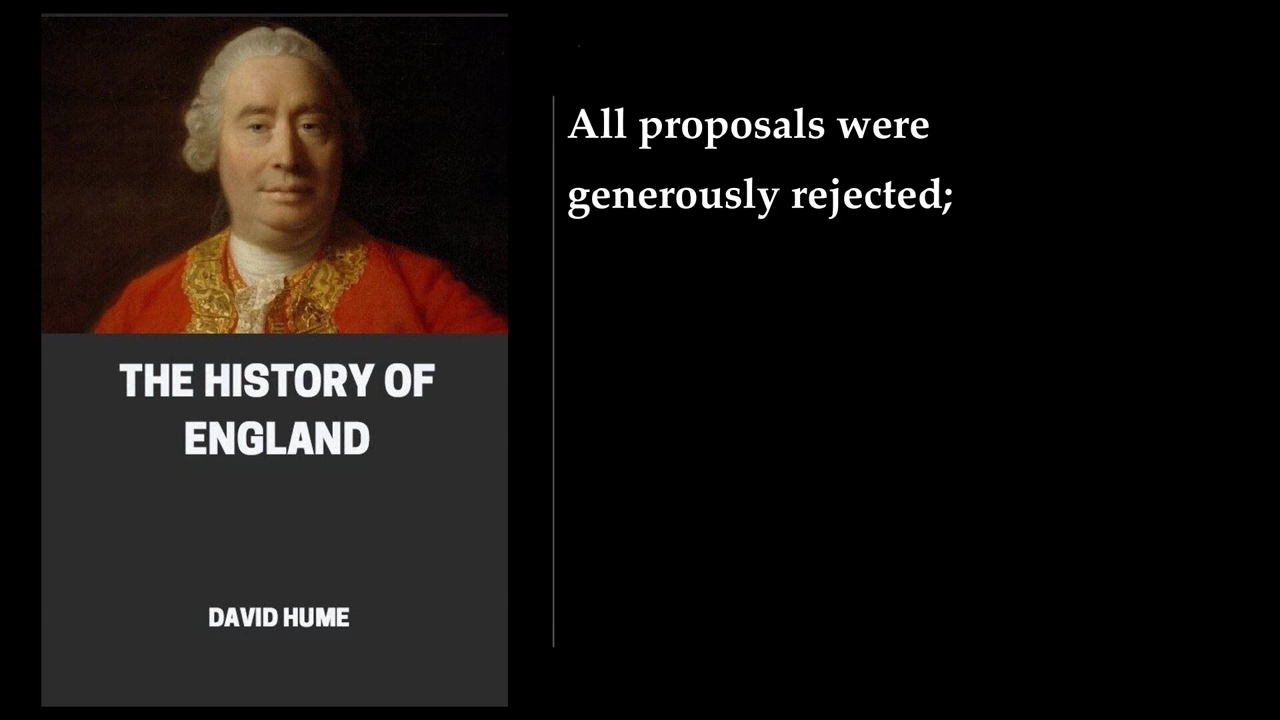 THE HISTORY OF
ENGLAND
DAVID HUME
All proposals were
generously rejected;